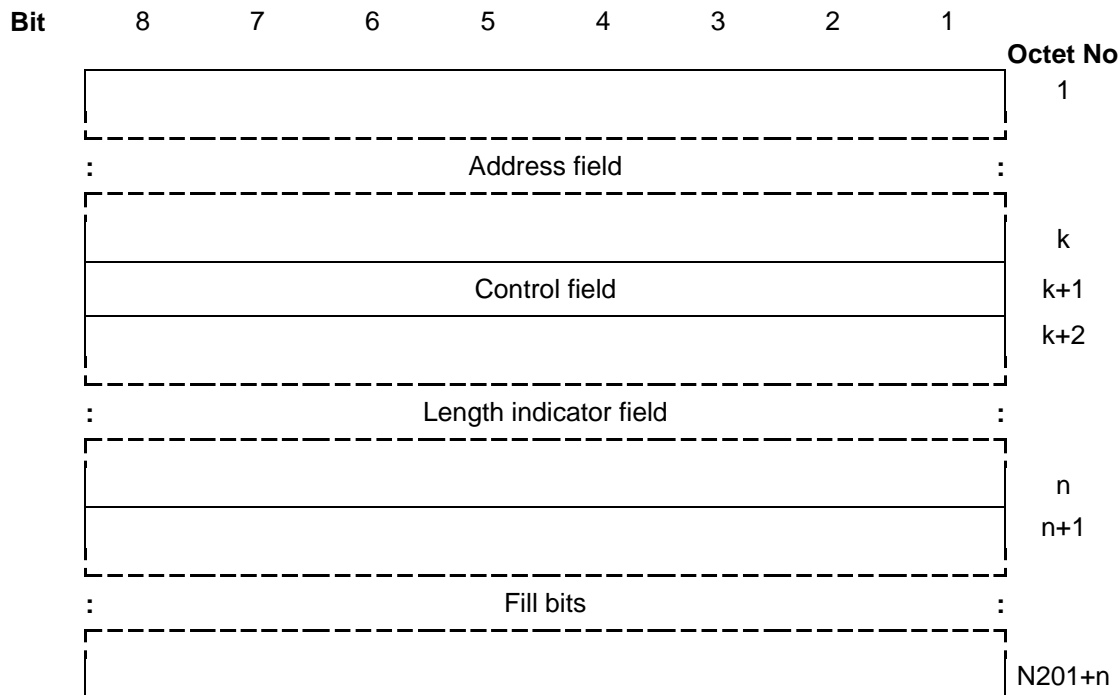 Bit 8 7 6 5 4 3 2 1
Octet No
1
: Address field :
k
Control field k+1
k+2
: Length indicator field :
n
n+1
: Fill bits :
N201+n